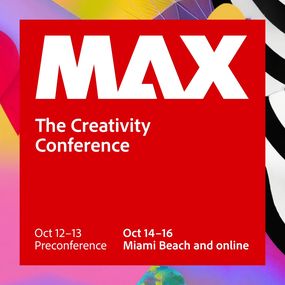 MAX
The Creativity
Conference
Oct 12–13
Preconference
Oct 14–16
Miami Beach and online